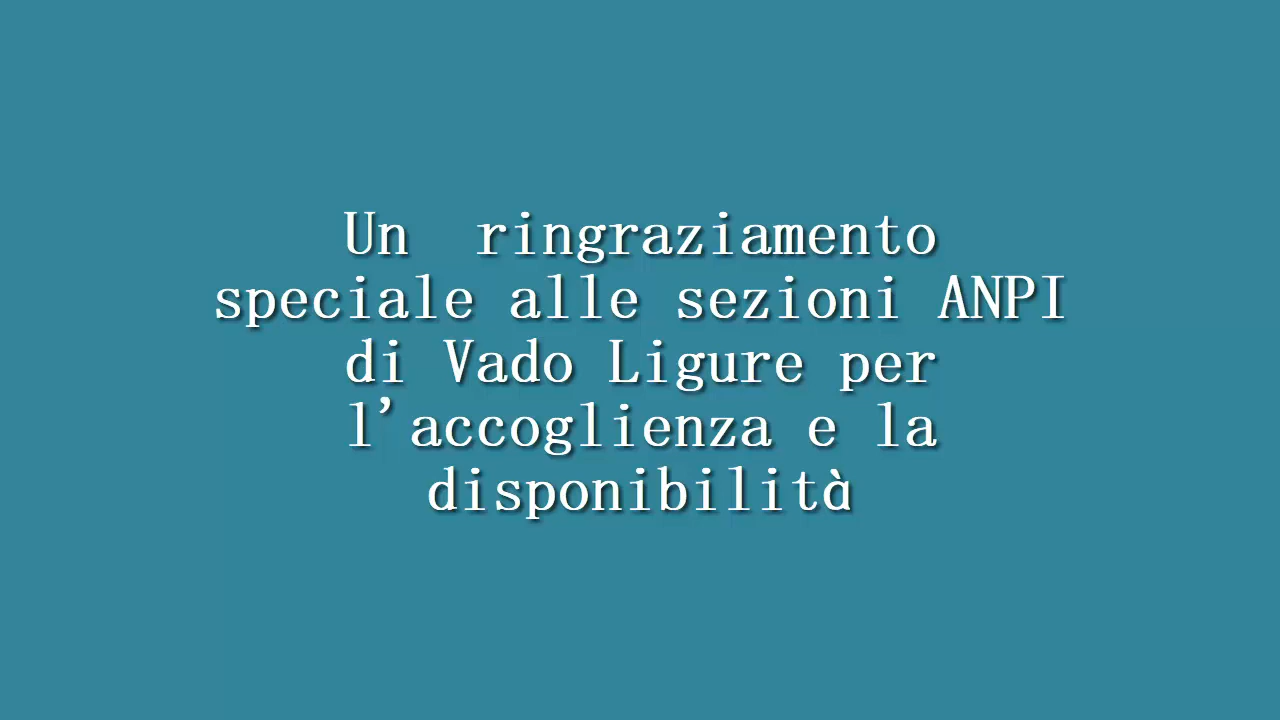 Un  ringraziamento
speciale alle sezioni ANPI
di Vado Ligure per
l'accoglienza e la
disponibilità